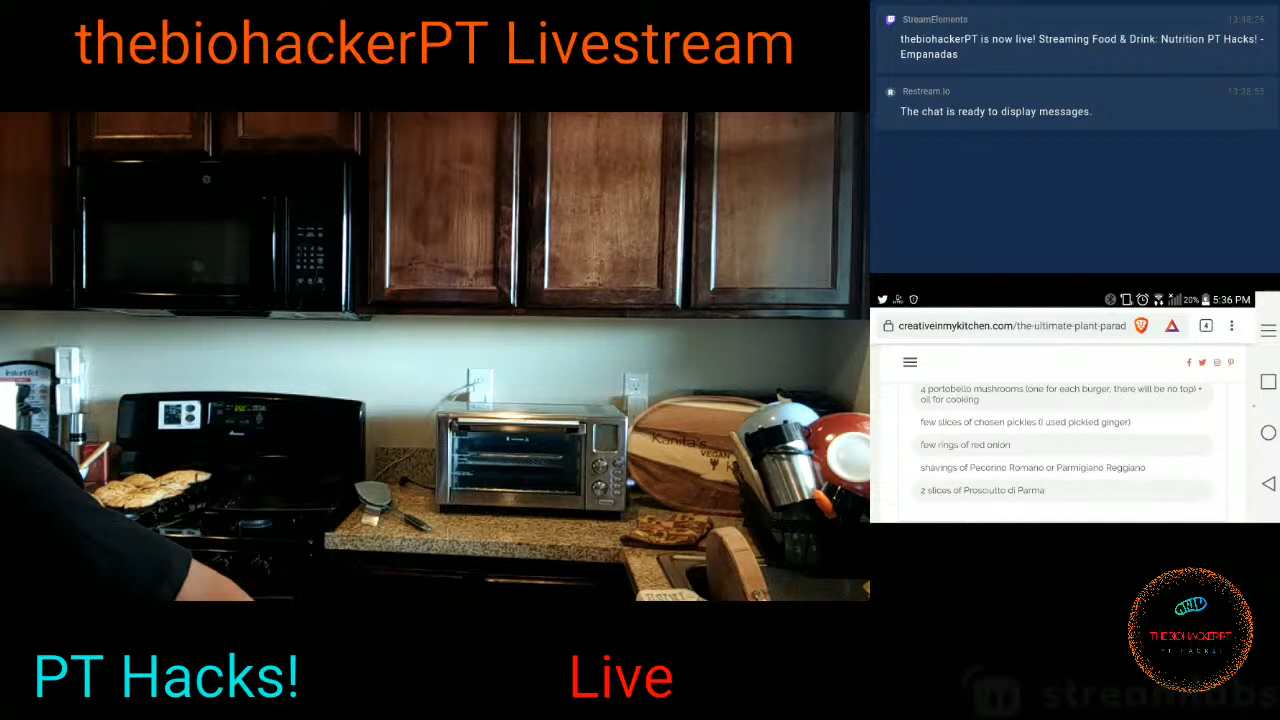 thebiohackerPT Livestream
StreamElements
13:48:26
thebiohackerPT is now live! Streaming Food & Drink: Nutrition PT Hacks! -
Empanadas
Restream.io
13:28:55
The chat is ready to display messages.
20% 5:36 PM
creativeinmykitchen.com/the-ultimate-plant-parad
4
4 portobello mushrooms (one for each burger, there will be no top) +
oil for cooking
few slices of chosen pickles (I used pickled ginger)
few rings of red onion
shavings of Pecorino Romano or Parmigiano Reggiano
2 slices of Prosciutto di Parma
Kanita's
VEGAN
PT Hacks!
Live
THEBIOHACKERPT
PT HACKS!
streamlabs